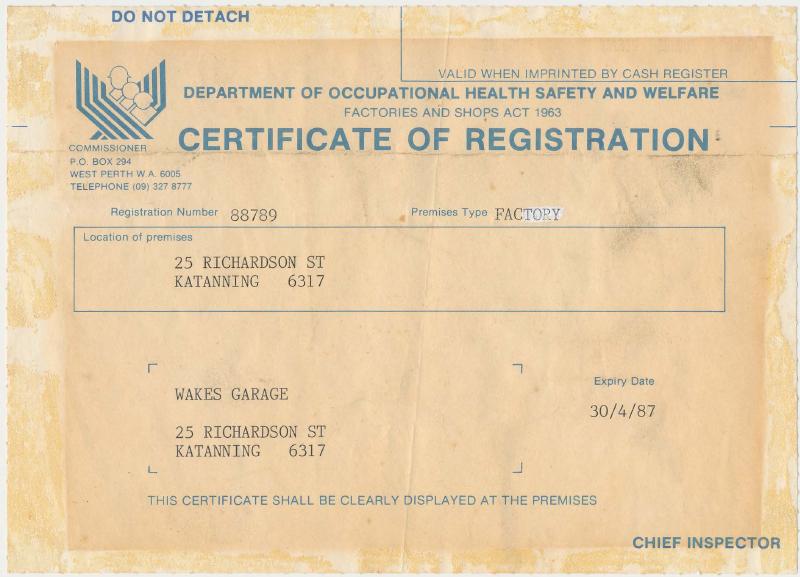 DO NOT DETACH
VALID WHEN IMPRINTED BY CASH REGISTER
DEPARTMENT OF OCCUPATIONAL HEALTH SAFETY AND WELFARE
FACTORIES AND SHOPS ACT 1963
CERTIFICATE OF REGISTRATION
COMMISSIONER
P.O. BOX 294
WEST PERTH W.A. 6005
TELEPHONE (09) 327 8777
Registration Number 88789 Premises Type FACTORY
Location of premises
25 RICHARDSON ST
KATANNING 6317
WAKES GARAGE
25 RICHARDSON ST
KATANNING 6317
Expiry Date
30/4/87
THIS CERTIFICATE SHALL BE CLEARLY DISPLAYED AT THE PREMISES
CHIEF INSPECTOR